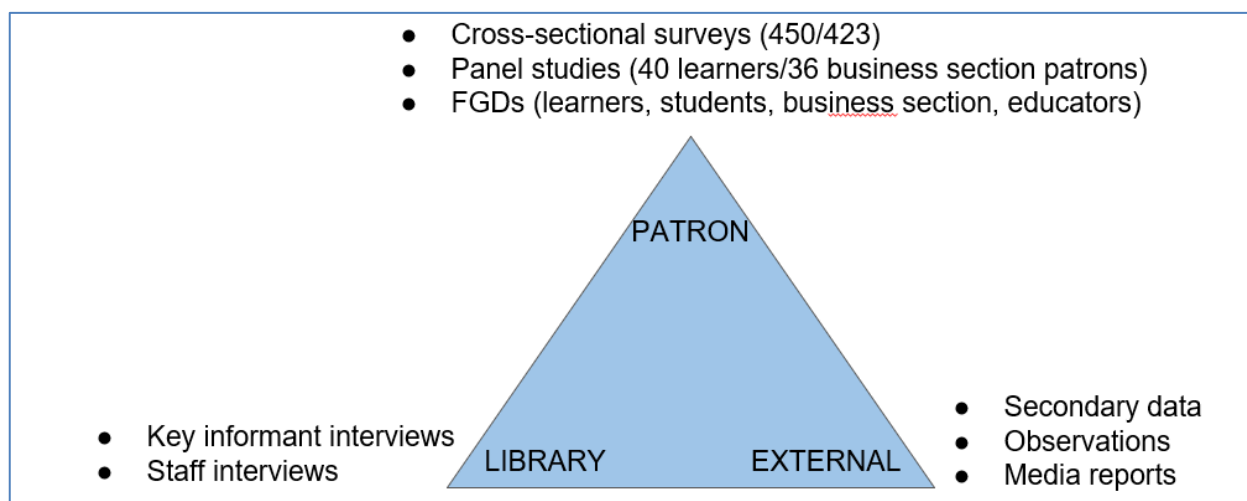 ● Cross-sectional surveys (450/423)
● Panel studies (40 learners/36 business section patrons)
● FGDs (learners, students, business section, educators)
PATRON
● Key informant interviews
● Staff interviews
LIBRARY
EXTERNAL
● Secondary data
● Observations
● Media reports